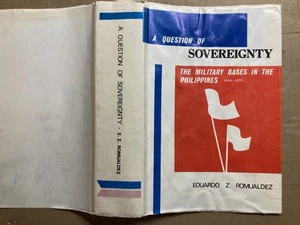 A QUESTION OF SOVEREIGNTY - E. Z. ROMUALDEZ
A QUESTION OF
SOVEREIGNTY
THE MILITARY BASES IN THE
PHILIPPINES
EDUARDO Z. ROMUALDEZ